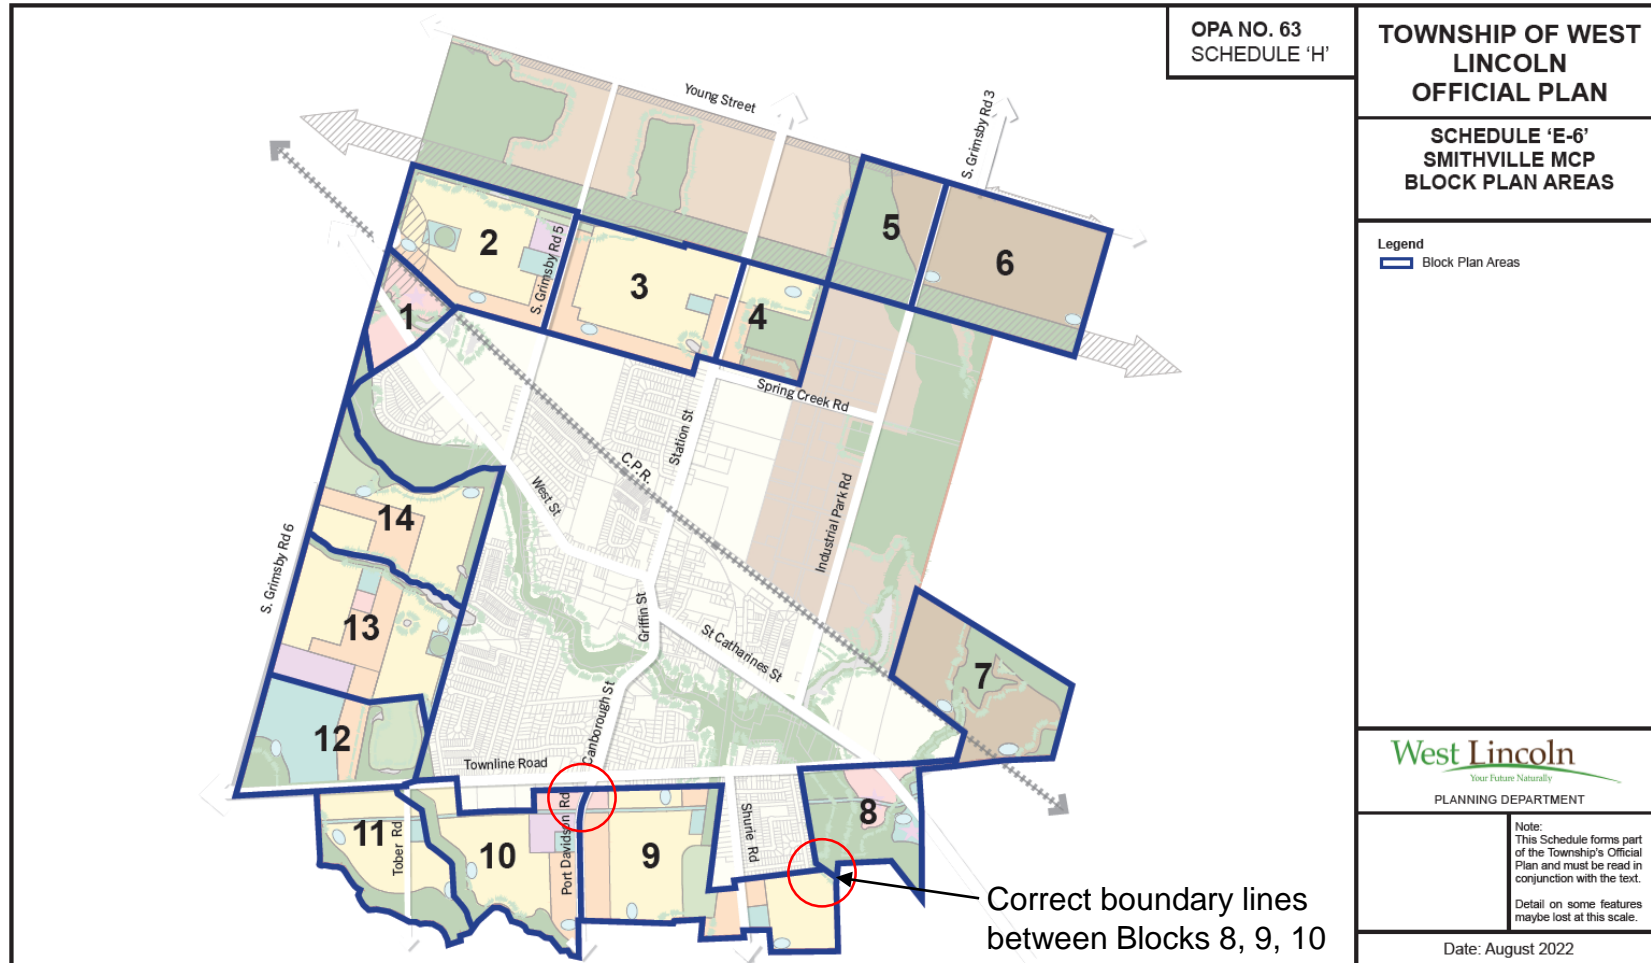 OPA NO. 63
SCHEDULE ‘H’
TOWNSHIP OF WEST
LINCOLN
OFFICIAL PLAN
SCHEDULE ‘E-6’
SMITHVILLE MCP
BLOCK PLAN AREAS
Legend
Block Plan Areas
Young Street
S. Grimsby Rd 3
5
6
2
S. Grimsby Rd 5
3
4
1
Spring Creek Rd
Station St
C.P.R.
West St
Industrial Park Rd
14
S. Grimsby Rd 6
13
Griffin St
St Catharines St
7
Canborough St
12
Townline Road
8
Shurie Rd
11
Tober Rd
10
Port Davidson Rd
9
Correct boundary lines
between Blocks 8, 9, 10
West Lincoln
Your Future Naturally
PLANNING DEPARTMENT
Note:
This Schedule forms part
of the Township's Official
Plan and must be read in
conjunction with the text.
Detail on some features
maybe lost at this scale.
Date: August 2022